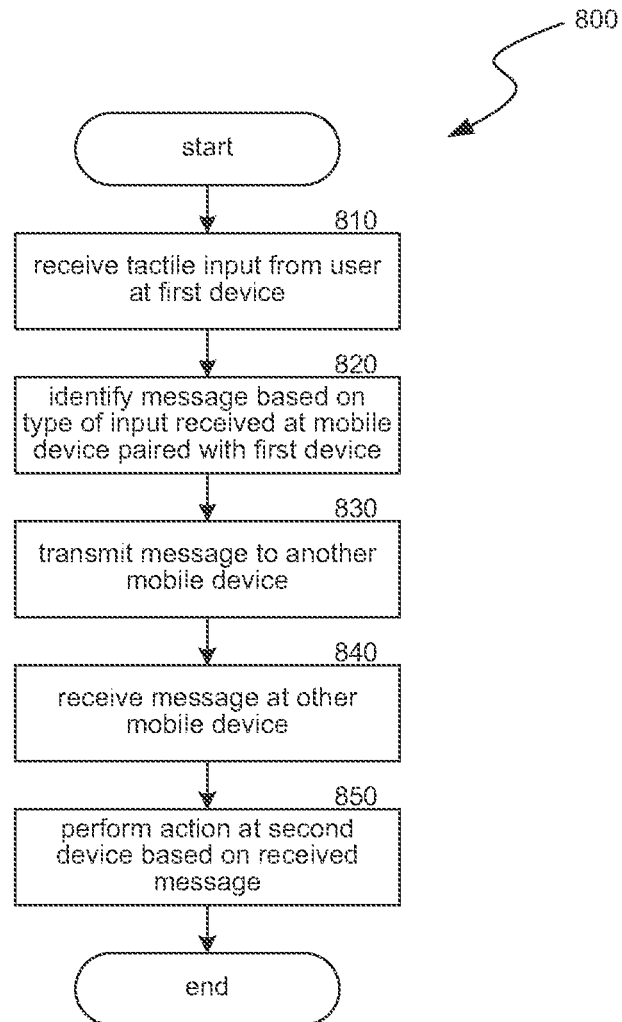 800
start
810
receive tactile input from user
at first device
820
identify message based on
type of input received at mobile
device paired with first device
830
transmit message to another
mobile device
840
receive message at other
mobile device
850
perform action at second
device based on received
message
end